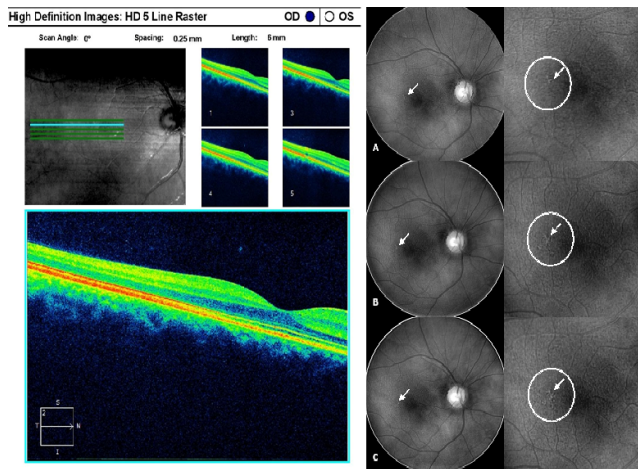 High Definition Images: HD 5 Line Raster
OD OS
Scan Angle: 0° Spacing: 0.25 mm Length: 6 mm
1
3
4
5
S
2
T N
I
A
B
C